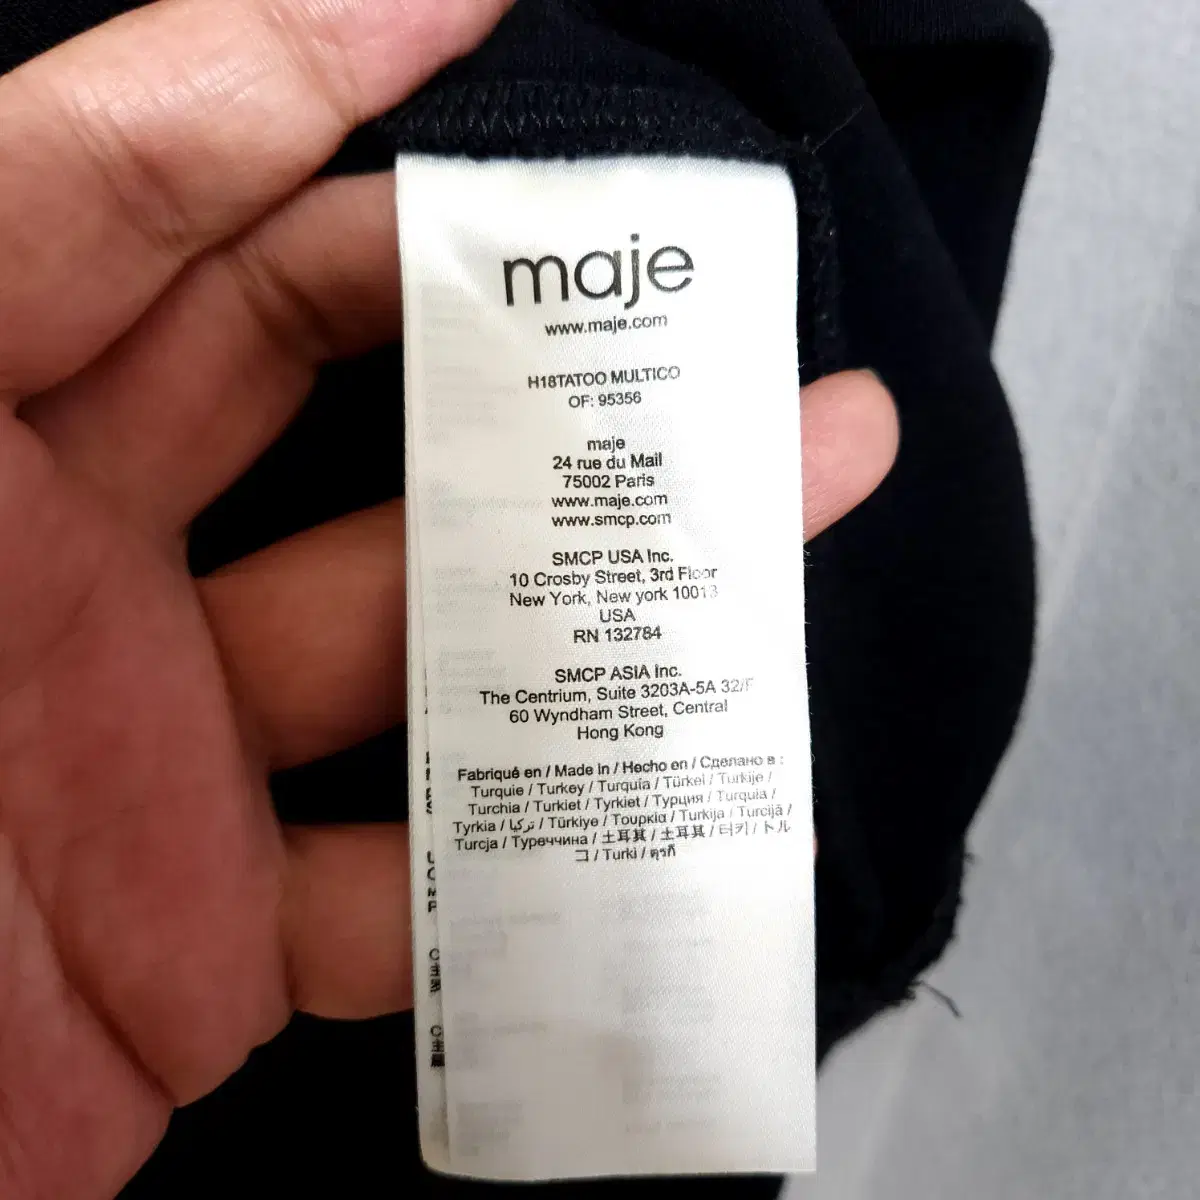 maje
www.maje.com
H18TATOO MULTICO
OF: 95356
maje
24 rue du Mail
75002 Paris
www.maje.com
www.smcp.com
SMCP USA Inc.
10 Crosby Street, 3rd Floor
New York, New york 10013
USA
RN 132784
SMCP ASIA Inc.
The Centrium, Suite 3203A-5A 32/F
60 Wyndham Street, Central
Hong Kong
Fabriqué en / Made in / Hecho en / Сделано в :
Turquie / Turkey / Turquía / Türkei / Turkije /
Turchia / Turkiet / Tyrkiet / Турция / Turquia /
Tyrkia / تركيا / Türkiye / Τουρκία / Turkija / Turcijā /
Turcja / Туреччина / 土耳其 / 土耳其 / 터키 / トル
コ / Turki / ตุรกี